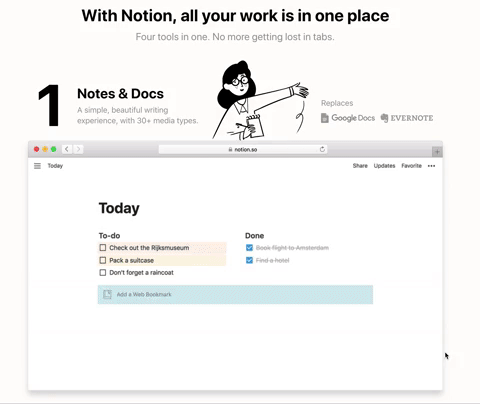 With Notion, all your work is in one place
Four tools in one. No more getting lost in tabs.
1
Notes & Docs
A simple, beautiful writing
experience, with 30+ media types.
Replaces
Google Docs EVERNOTE
notion.so
Today
Share Updates Favorite
Today
To-do
Check out the Rijksmuseum
Pack a suitcase
Don't forget a raincoat
Done
Book flight to Amsterdam
Find a hotel
Add a Web Bookmark